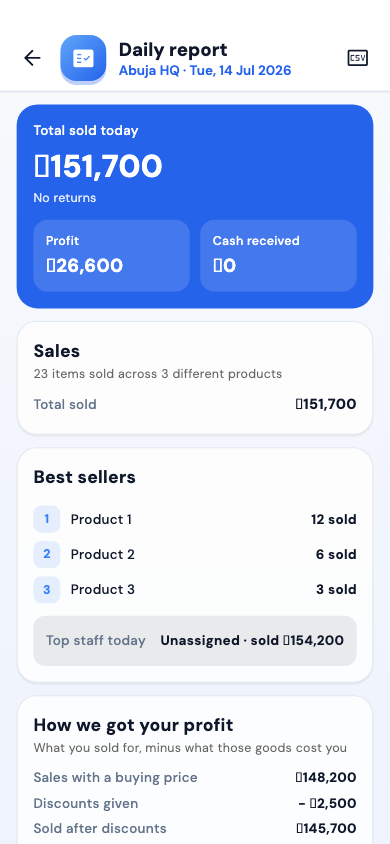 Daily report
Abuja HQ · Tue, 14 Jul 2026
CSV
Total sold today
▯151,700
No returns
Profit
▯26,600
Cash received
▯0
Sales
23 items sold across 3 different products
Total sold ▯151,700
Best sellers
1 Product 1 12 sold
2 Product 2 6 sold
3 Product 3 3 sold
Top staff today Unassigned · sold ▯154,200
How we got your profit
What you sold for, minus what those goods cost you
Sales with a buying price ▯148,200
Discounts given - ▯2,500
Sold after discounts ▯145,700